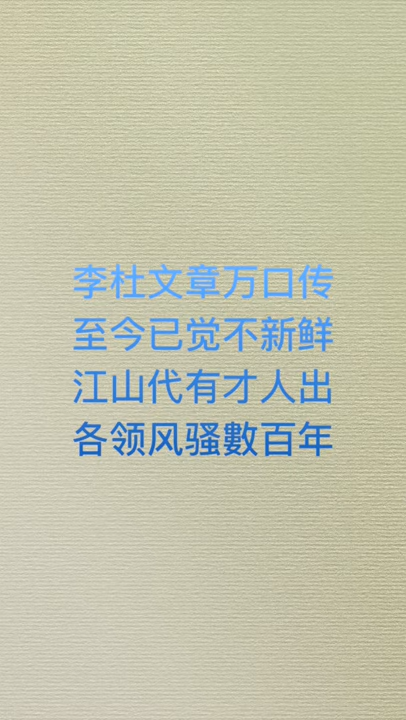 李杜文章万口传
至今已觉不新鲜
江山代有才人出
各领风骚數百年